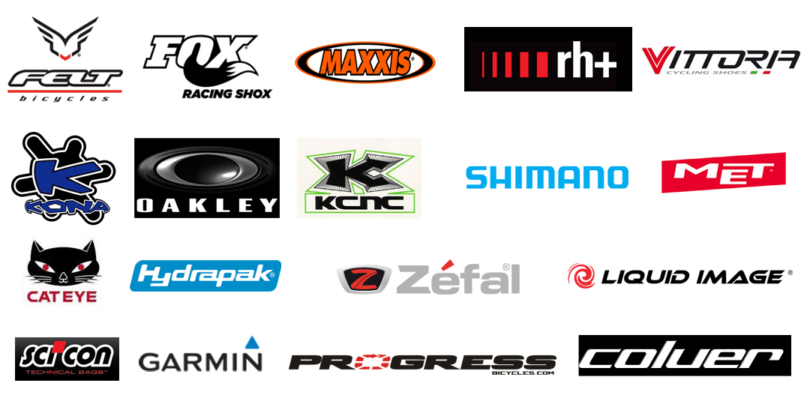 FELT
bicycles
FOX
RACING SHOX
MAXXIS®
rh+
VITTORIA
CYCLING SHOES
KONA
OAKLEY
K
KCNC
SHIMANO
MET
CATEYE
Hydrapak®
Z Zéfal®
LIQUID IMAGE®
SCICON
TECHNICAL BAGS™
GARMIN
PROGRESS
BICYCLES.COM
coluer